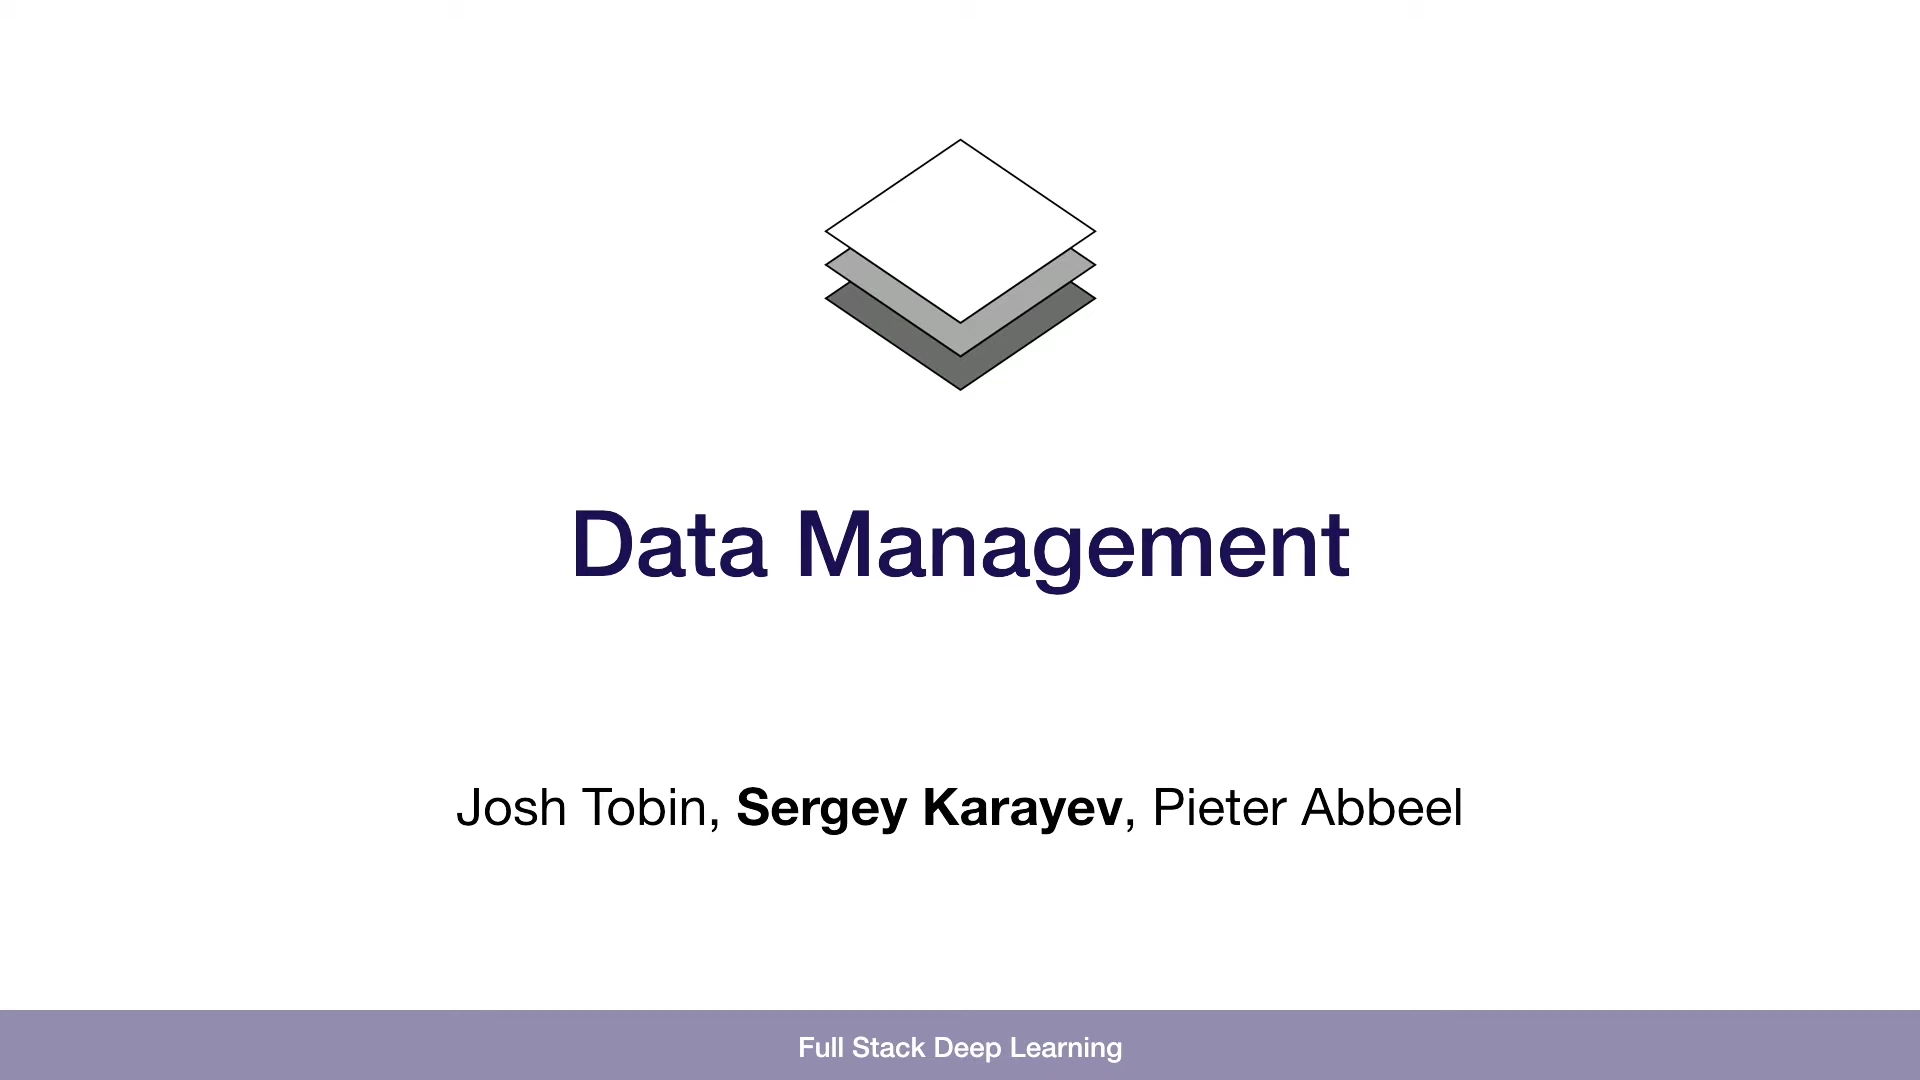 Data Management
Josh Tobin, Sergey Karayev, Pieter Abbeel
Full Stack Deep Learning